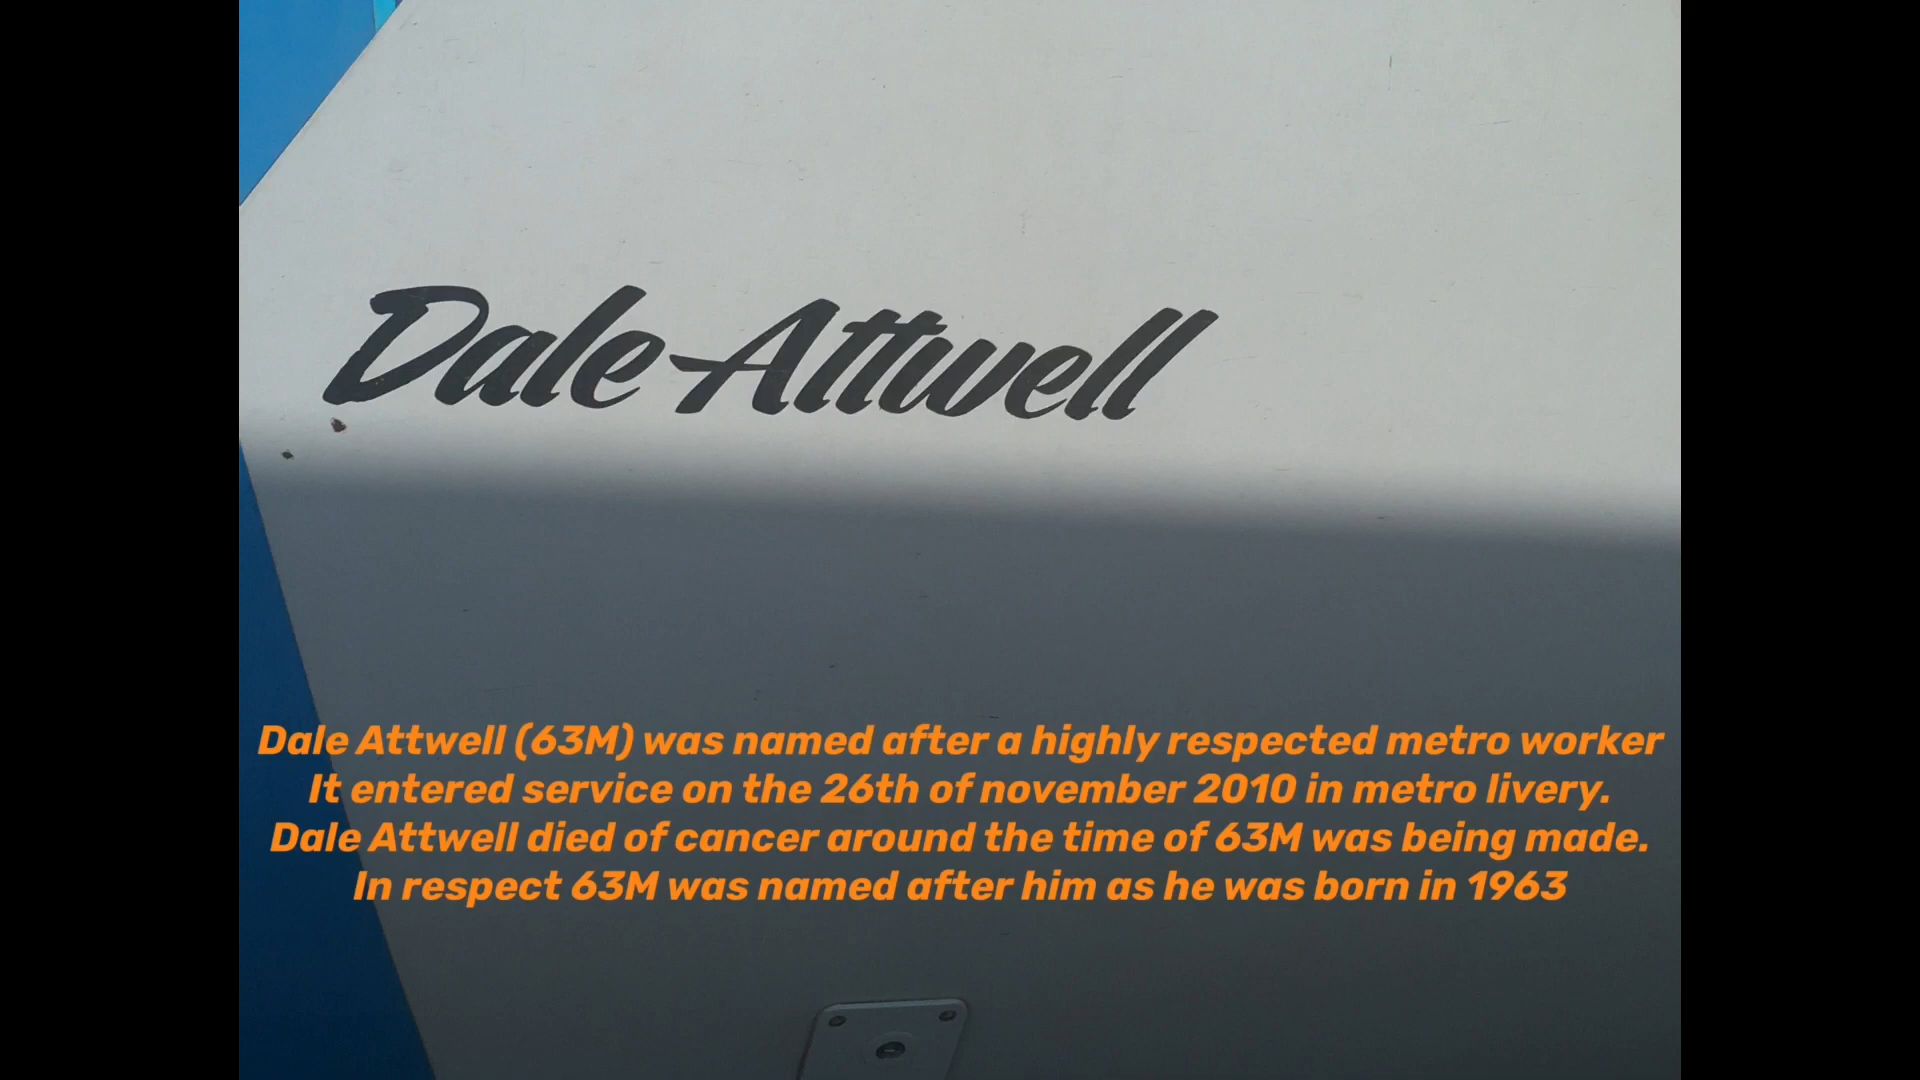 Dale Attwell
Dale Attwell (63M) was named after a highly respected metro worker
It entered service on the 26th of november 2010 in metro livery.
Dale Attwell died of cancer around the time of 63M was being made.
In respect 63M was named after him as he was born in 1963